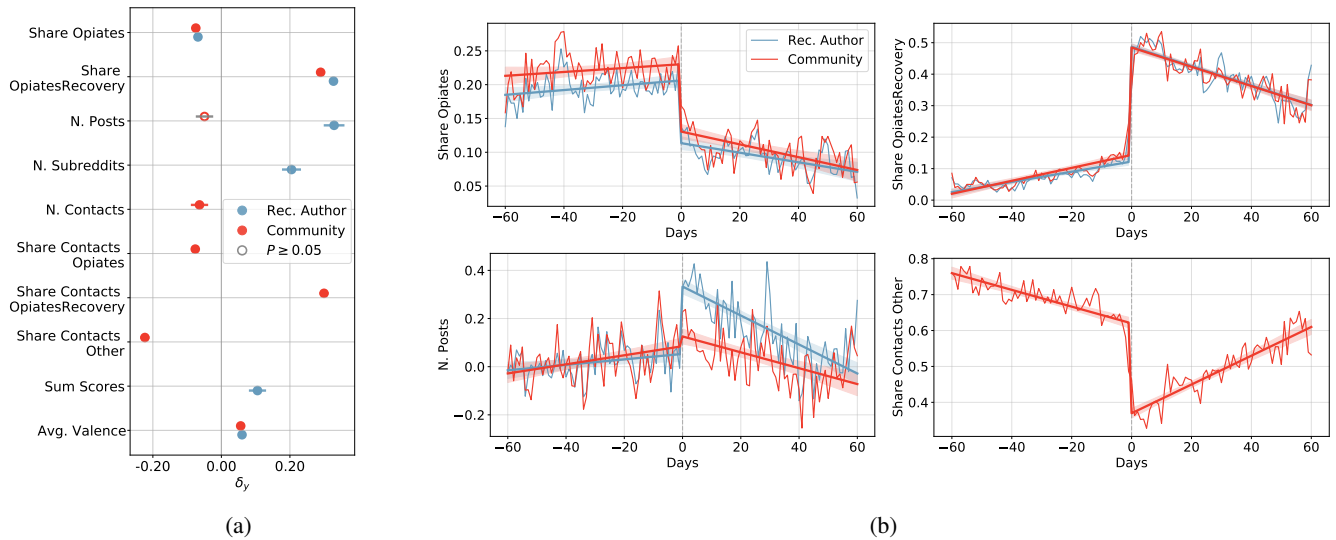 Share Opiates
Share
OpiatesRecovery
N. Posts
N. Subreddits
N. Contacts
Share Contacts
Opiates
Share Contacts
OpiatesRecovery
Share Contacts
Other
Sum Scores
Avg. Valence
Rec. Author
Community
P ≥ 0.05
-0.20 0.00 0.20
δy
(a)
Share Opiates
0.25
0.20
0.15
0.10
0.05
Rec. Author
Community
−60 −40 −20 0 20 40 60
Days
Share OpiatesRecovery
0.5
0.4
0.3
0.2
0.1
0.0
−60 −40 −20 0 20 40 60
Days
N. Posts
0.4
0.2
0.0
−0.2
−60 −40 −20 0 20 40 60
Days
Share Contacts Other
0.8
0.7
0.6
0.5
0.4
−60 −40 −20 0 20 40 60
Days
(b)